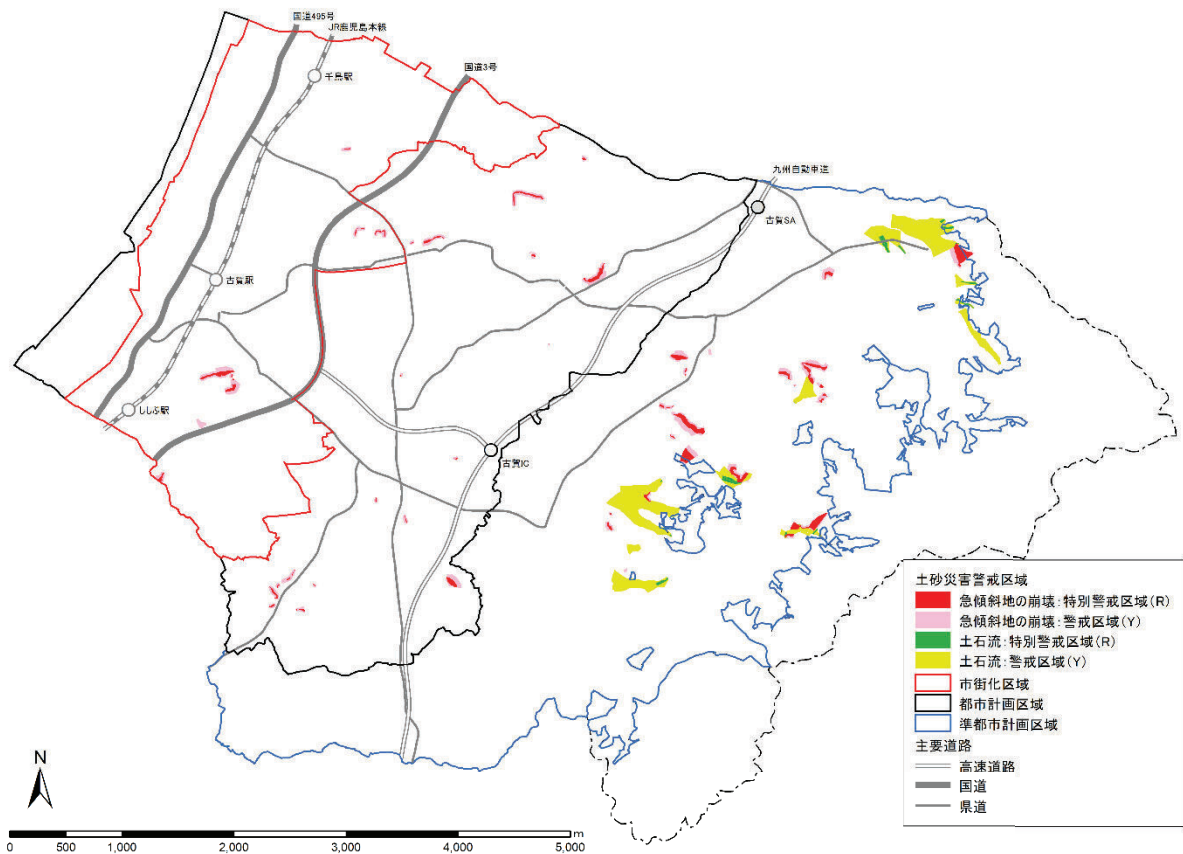 国道495号
JR鹿児島本線
千鳥駅
国道3号
九州自動車道
古賀SA
古賀駅
ししぶ駅
古賀IC
土砂災害警戒区域
急傾斜地の崩壊:特別警戒区域(R)
急傾斜地の崩壊:警戒区域(Y)
土石流:特別警戒区域(R)
土石流:警戒区域(Y)
市街化区域
都市計画区域
準都市計画区域
主要道路
高速道路
国道
県道
N
0 500 1,000 2,000 3,000 4,000 5,000 m